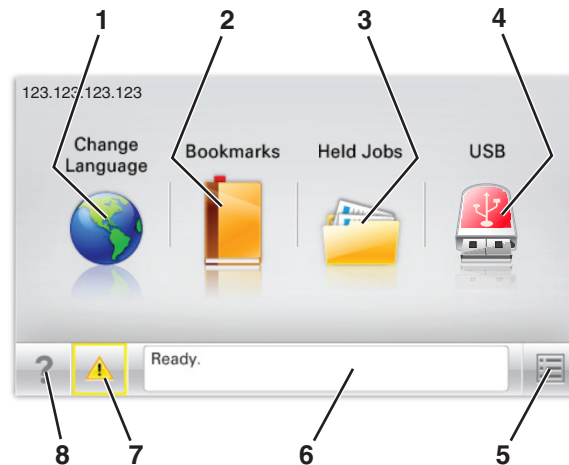 1 2 3 4
123.123.123.123
Change
Language
Bookmarks
Held Jobs
USB
?
Ready.
8 7 6 5